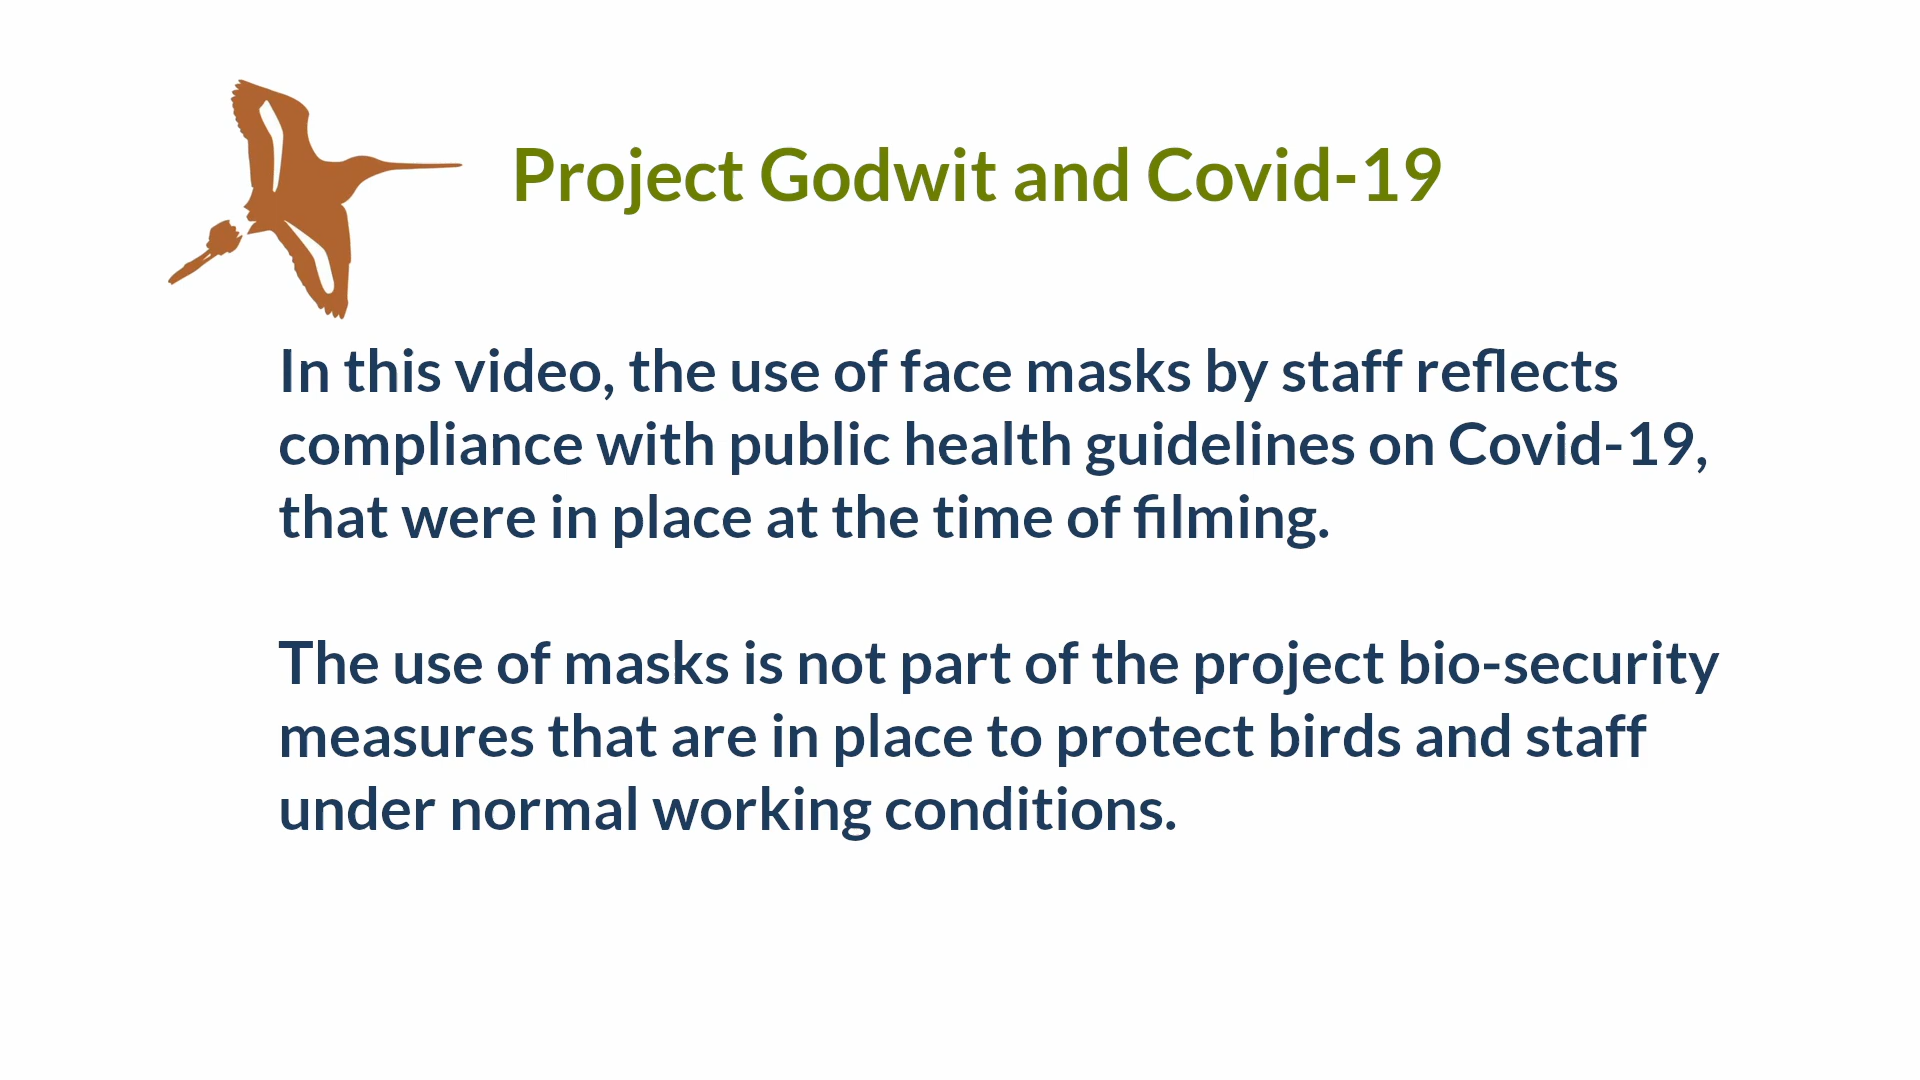 Project Godwit and Covid-19
In this video, the use of face masks by staff reflects
compliance with public health guidelines on Covid-19,
that were in place at the time of filming.
The use of masks is not part of the project bio-security
measures that are in place to protect birds and staff
under normal working conditions.